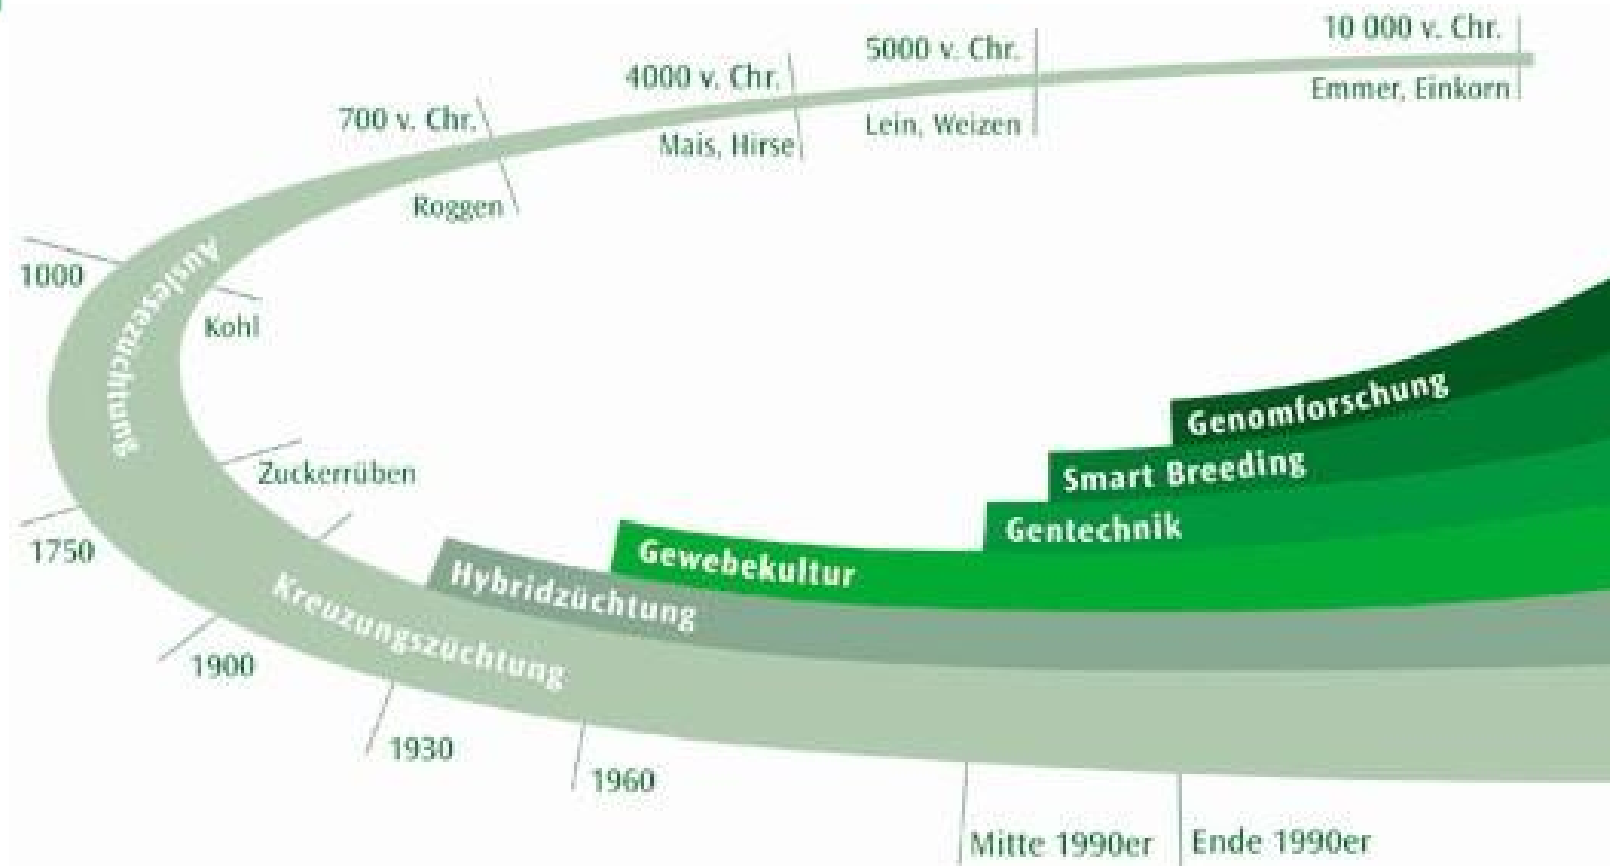 10 000 v. Chr.
Emmer, Einkorn
5000 v. Chr.
Lein, Weizen
4000 v. Chr.
Mais, Hirse
700 v. Chr.
Roggen
1000
Kohl
Auslesezüchtung
Zuckerrüben
1750
Kreuzungszüchtung
1900
Hybridzüchtung
1930
Gewebekultur
1960
Gentechnik
Smart Breeding
Mitte 1990er
Genomforschung
Ende 1990er